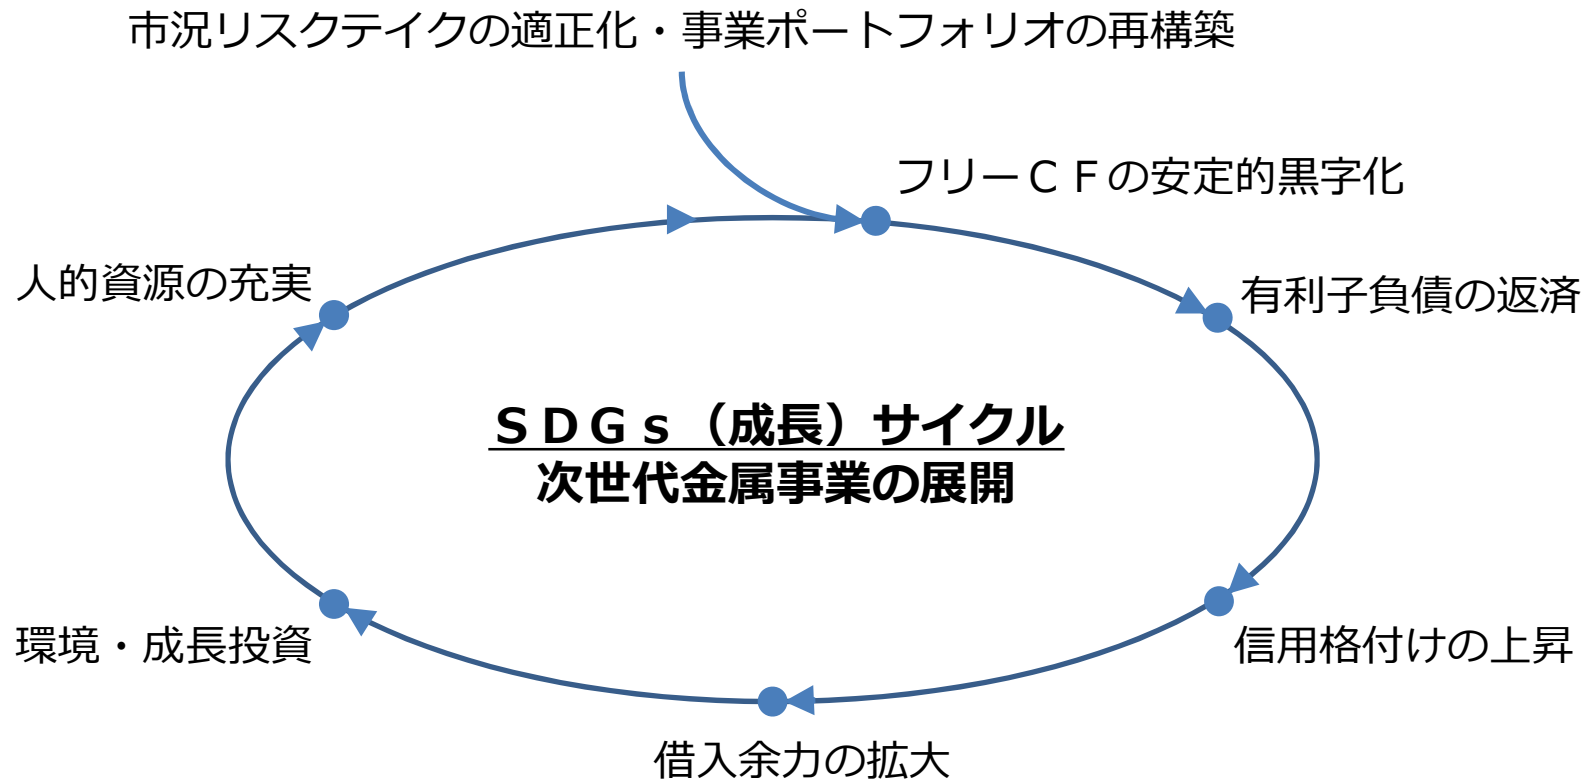 市況リスクテイクの適正化・事業ポートフォリオの再構築
フリーＣＦの安定的黒字化
人的資源の充実
有利子負債の返済
ＳＤＧｓ（成長）サイクル
次世代金属事業の展開
環境・成長投資
信用格付けの上昇
借入余力の拡大